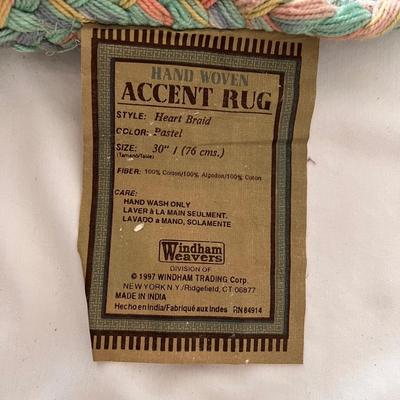 HAND WOVEN
ACCENT RUG
STYLE: Heart Braid
COLOR: Pastel
SIZE: 30" / (76 cms.)
(Tamano/Taille)
FIBER: 100% Cotton/100% Algodon/100% Coton
CARE:
HAND WASH ONLY
LAVER à LA MAIN SEULMENT.
LAVADO a MANO, SOLAMENTE
Windham
Weavers
DIVISION OF
© 1997 WINDHAM TRADING Corp.
NEW YORK N.Y./Ridgefield, CT 06877
MADE IN INDIA
Hecho en India/Fabriqué aux Indes RN 84914